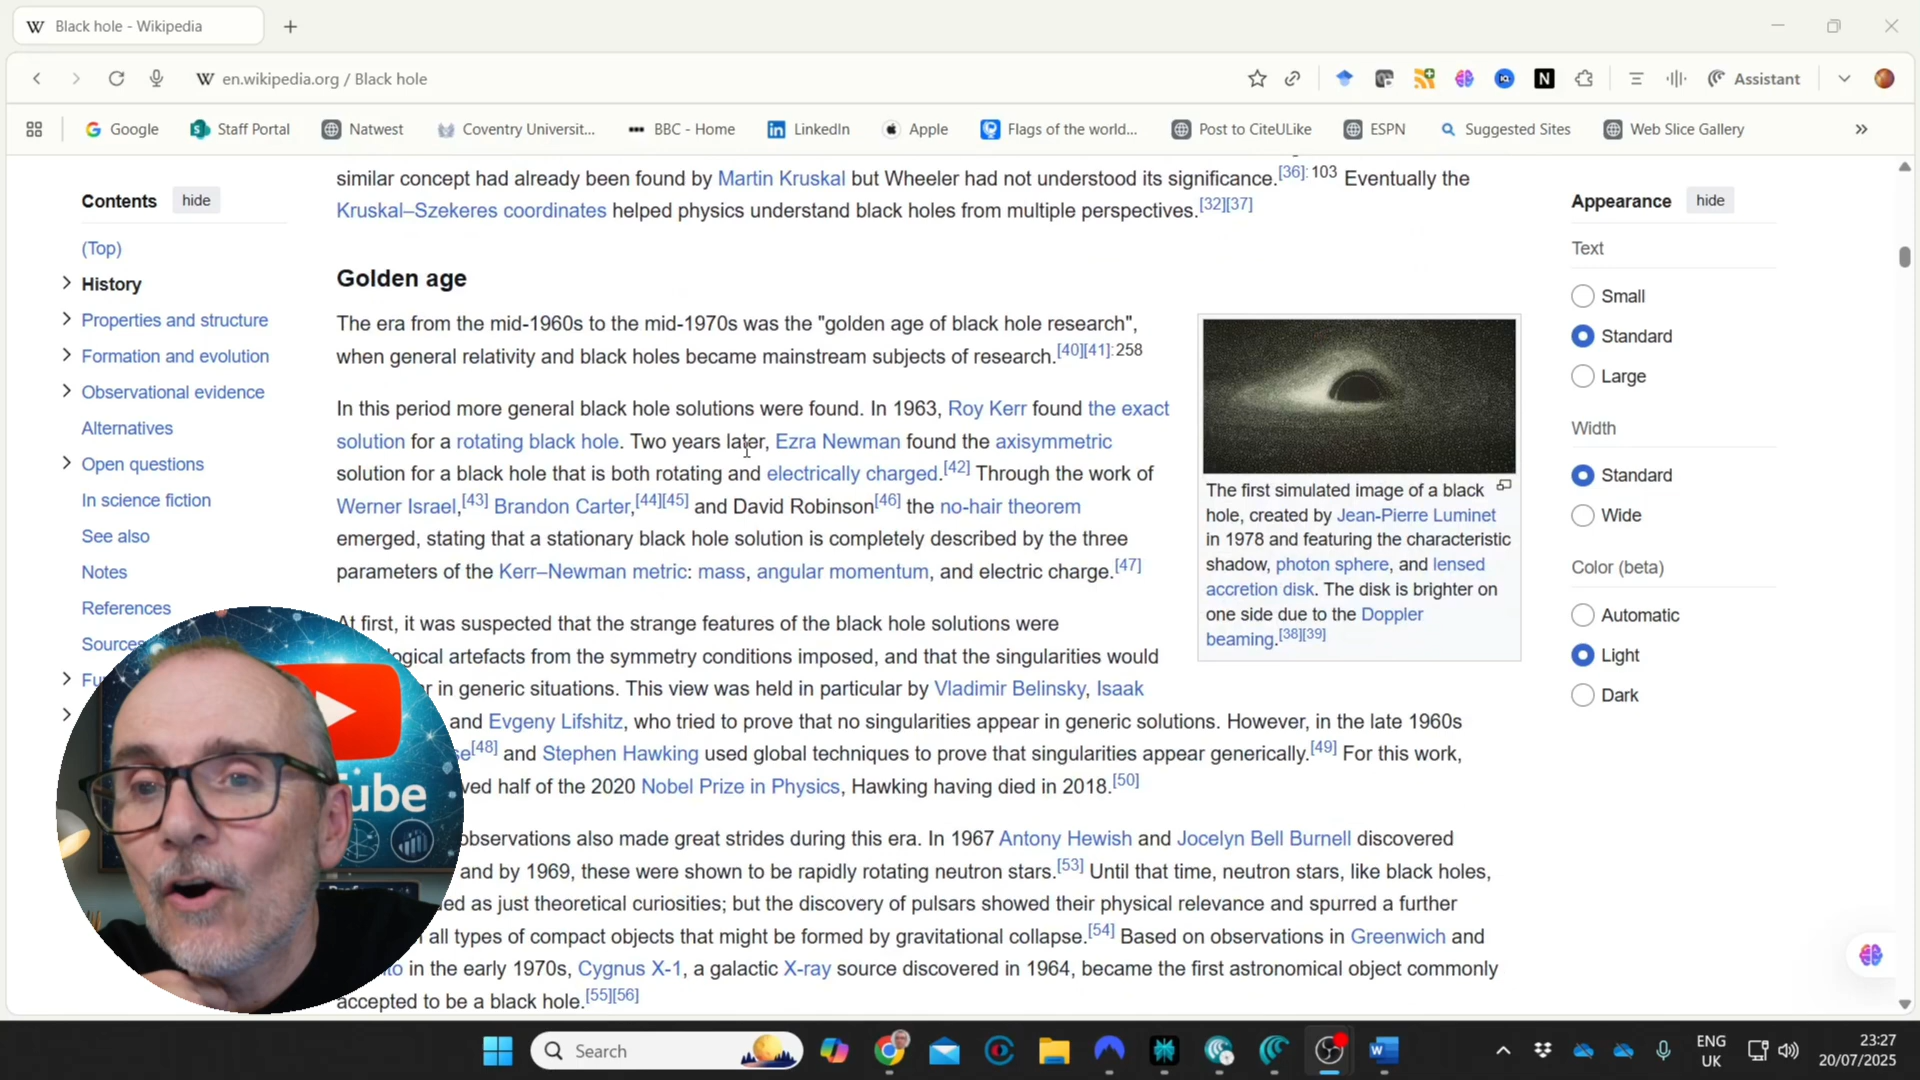 Black hole - Wikipedia
en.wikipedia.org / Black hole
Assistant
Google
Staff Portal
Natwest
Coventry Universit...
BBC - Home
LinkedIn
Apple
Flags of the world...
Post to CiteULike
ESPN
Suggested Sites
Web Slice Gallery
Contents hide
(Top)
History
Properties and structure
Formation and evolution
Observational evidence
Alternatives
Open questions
In science fiction
See also
Notes
References
Sources
Fu
similar concept had already been found by Martin Kruskal but Wheeler had not understood its significance.[36]: 103 Eventually the
Kruskal–Szekeres coordinates helped physics understand black holes from multiple perspectives.[32][37]
Golden age
The era from the mid-1960s to the mid-1970s was the "golden age of black hole research",
when general relativity and black holes became mainstream subjects of research.[40][41]: 258
In this period more general black hole solutions were found. In 1963, Roy Kerr found the exact
solution for a rotating black hole. Two years later, Ezra Newman found the axisymmetric
solution for a black hole that is both rotating and electrically charged.[42] Through the work of
Werner Israel,[43] Brandon Carter,[44][45] and David Robinson[46] the no-hair theorem
emerged, stating that a stationary black hole solution is completely described by the three
parameters of the Kerr–Newman metric: mass, angular momentum, and electric charge.[47]
At first, it was suspected that the strange features of the black hole solutions were
logical artefacts from the symmetry conditions imposed, and that the singularities would
r in generic situations. This view was held in particular by Vladimir Belinsky, Isaak
and Evgeny Lifshitz, who tried to prove that no singularities appear in generic solutions. However, in the late 1960s
se[48] and Stephen Hawking used global techniques to prove that singularities appear generically.[49] For this work,
ved half of the 2020 Nobel Prize in Physics, Hawking having died in 2018.[50]
observations also made great strides during this era. In 1967 Antony Hewish and Jocelyn Bell Burnell discovered
and by 1969, these were shown to be rapidly rotating neutron stars.[53] Until that time, neutron stars, like black holes,
ed as just theoretical curiosities; but the discovery of pulsars showed their physical relevance and spurred a further
all types of compact objects that might be formed by gravitational collapse.[54] Based on observations in Greenwich and
to in the early 1970s, Cygnus X-1, a galactic X-ray source discovered in 1964, became the first astronomical object commonly
accepted to be a black hole.[55][56]
The first simulated image of a black
hole, created by Jean-Pierre Luminet
in 1978 and featuring the characteristic
shadow, photon sphere, and lensed
accretion disk. The disk is brighter on
one side due to the Doppler
beaming.[38][39]
Appearance hide
Text
Small
Standard
Large
Width
Standard
Wide
Color (beta)
Automatic
Light
Dark
ube
Search
ENG
UK
23:27
20/07/2025